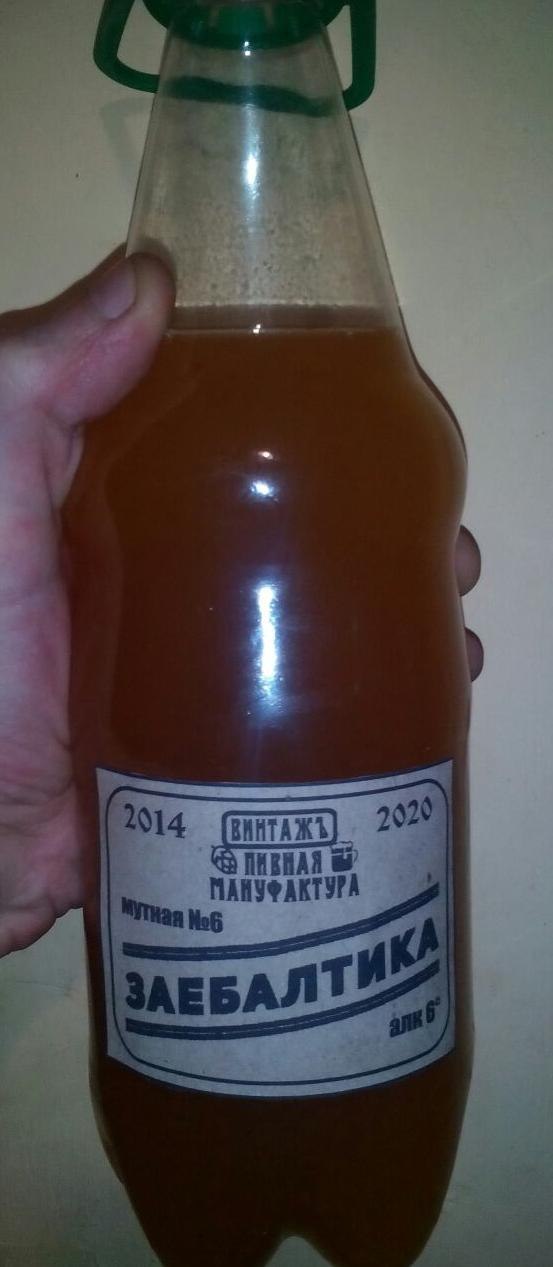 2014 2020
ВИНТАЖЪ
ПИВНАЯ
МАНУФАКТУРА
мутная №6
ЗАЕБАЛТИКА
алк 6°